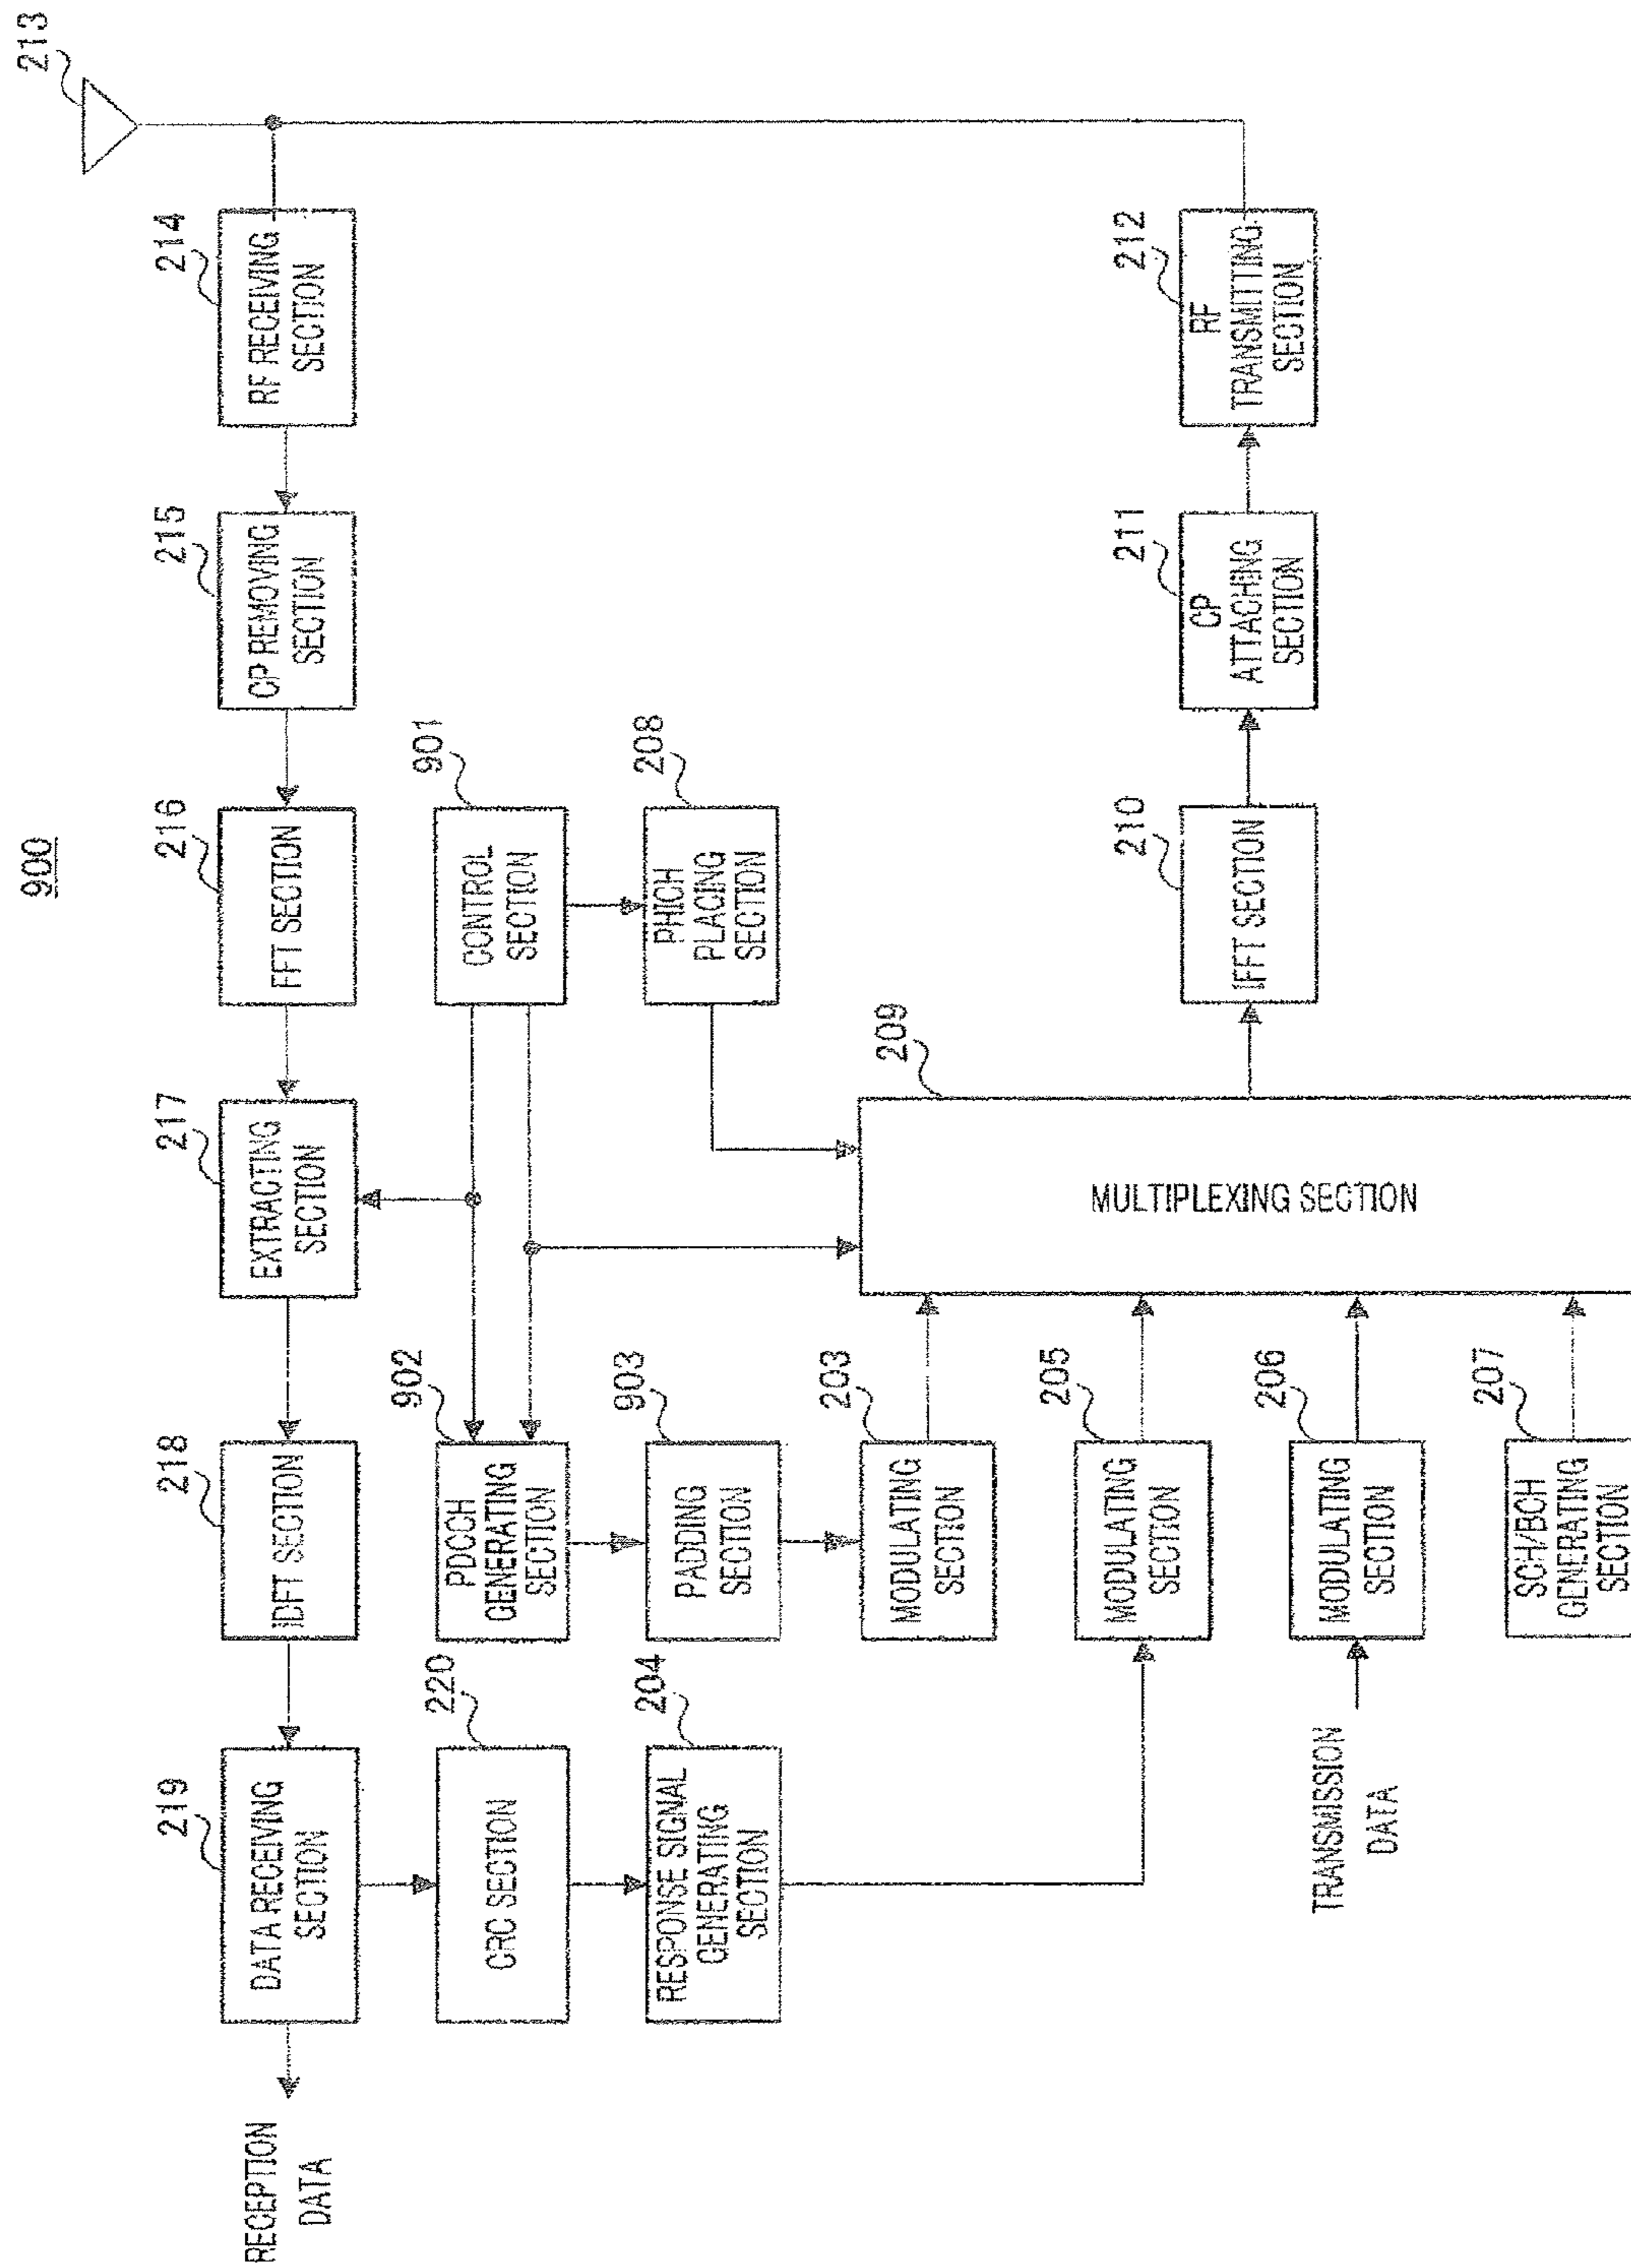 900
213
RF RECEIVING
SECTION
214
CP REMOVING
SECTION
215
FFT SECTION
216
EXTRACTING
SECTION
217
IDFT SECTION
218
DATA RECEIVING
SECTION
219
RECEPTION
DATA
CONTROL
SECTION
901
PDCCH
GENERATING
SECTION
902
CRC SECTION
220
PHICH
PLACING
SECTION
208
PADDING
SECTION
903
RESPONSE SIGNAL
GENERATING
SECTION
204
MULTIPLEXING SECTION
209
MODULATING
SECTION
203
MODULATING
SECTION
205
MODULATING
SECTION
206
TRANSMISSION
DATA
SCH/BCH
GENERATING
SECTION
207
IFFT SECTION
210
CP
ATTACHING
SECTION
211
RF
TRANSMITTING
SECTION
212